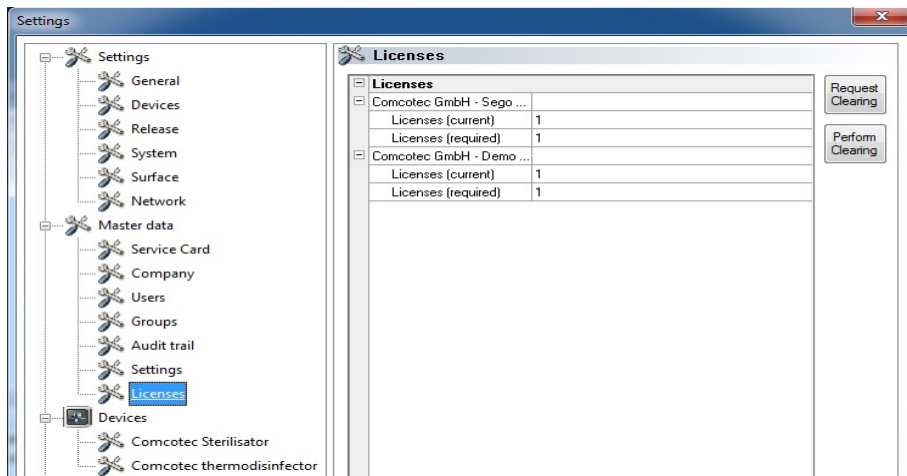 Settings
Settings
General
Devices
Release
System
Surface
Network
Master data
Service Card
Company
Users
Groups
Audit trail
Settings
Licenses
Devices
Comcotec Sterilisator
Comcotec thermodisinfector
Licenses
Licenses
Comcotec GmbH - Sego ...
Licenses (current) 1
Licenses (required) 1
Comcotec GmbH - Demo ...
Licenses (current) 1
Licenses (required) 1
Request
Clearing
Perform
Clearing